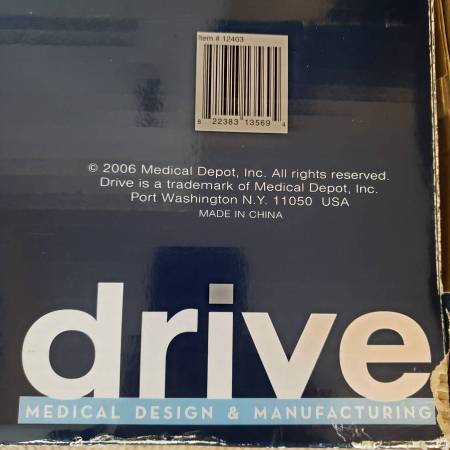 Item # 12403
8 22383 13569 4
© 2006 Medical Depot, Inc. All rights reserved.
Drive is a trademark of Medical Depot, Inc.
Port Washington N.Y. 11050 USA
MADE IN CHINA
drive
MEDICAL DESIGN & MANUFACTURING